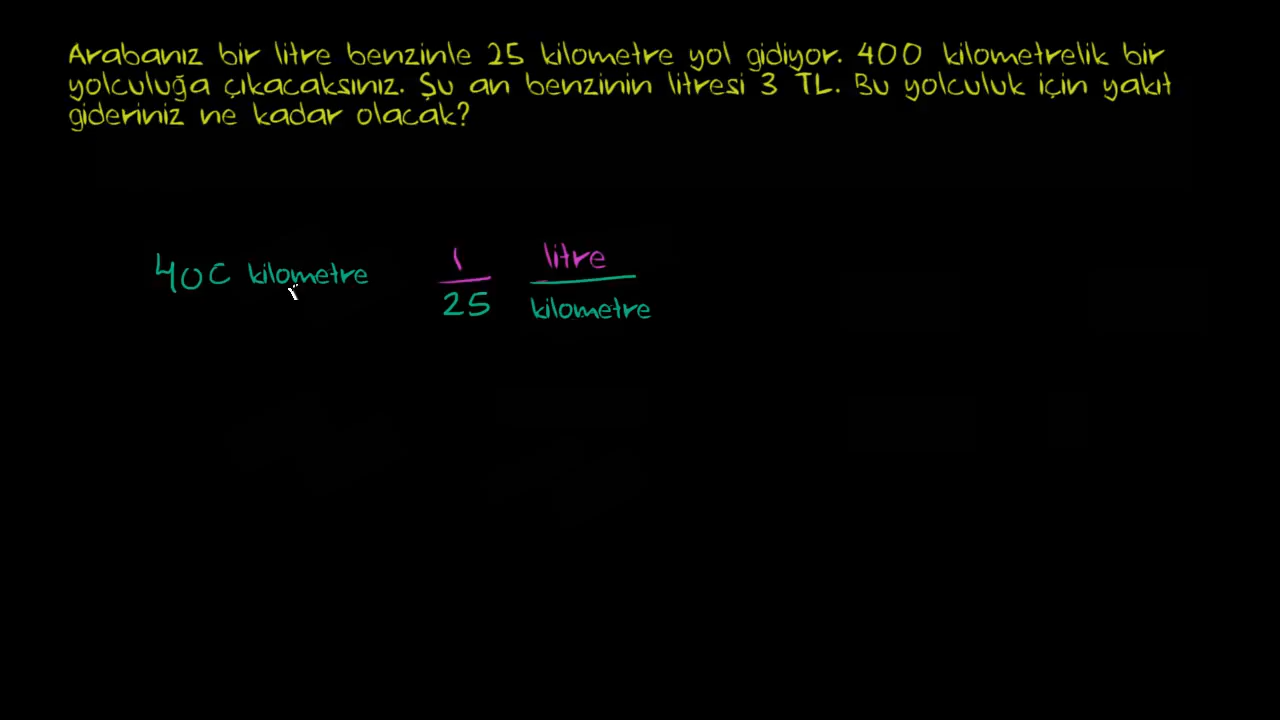 Arabanız bir litre benzinle 25 kilometre yol gidiyor. 400 kilometrelik bir
yolculuğa çıkacaksınız. Şu an benzinin litresi 3 TL. Bu yolculuk için yakıt
gideriniz ne kadar olacak?
400 kilometre 1/25 litre/kilometre